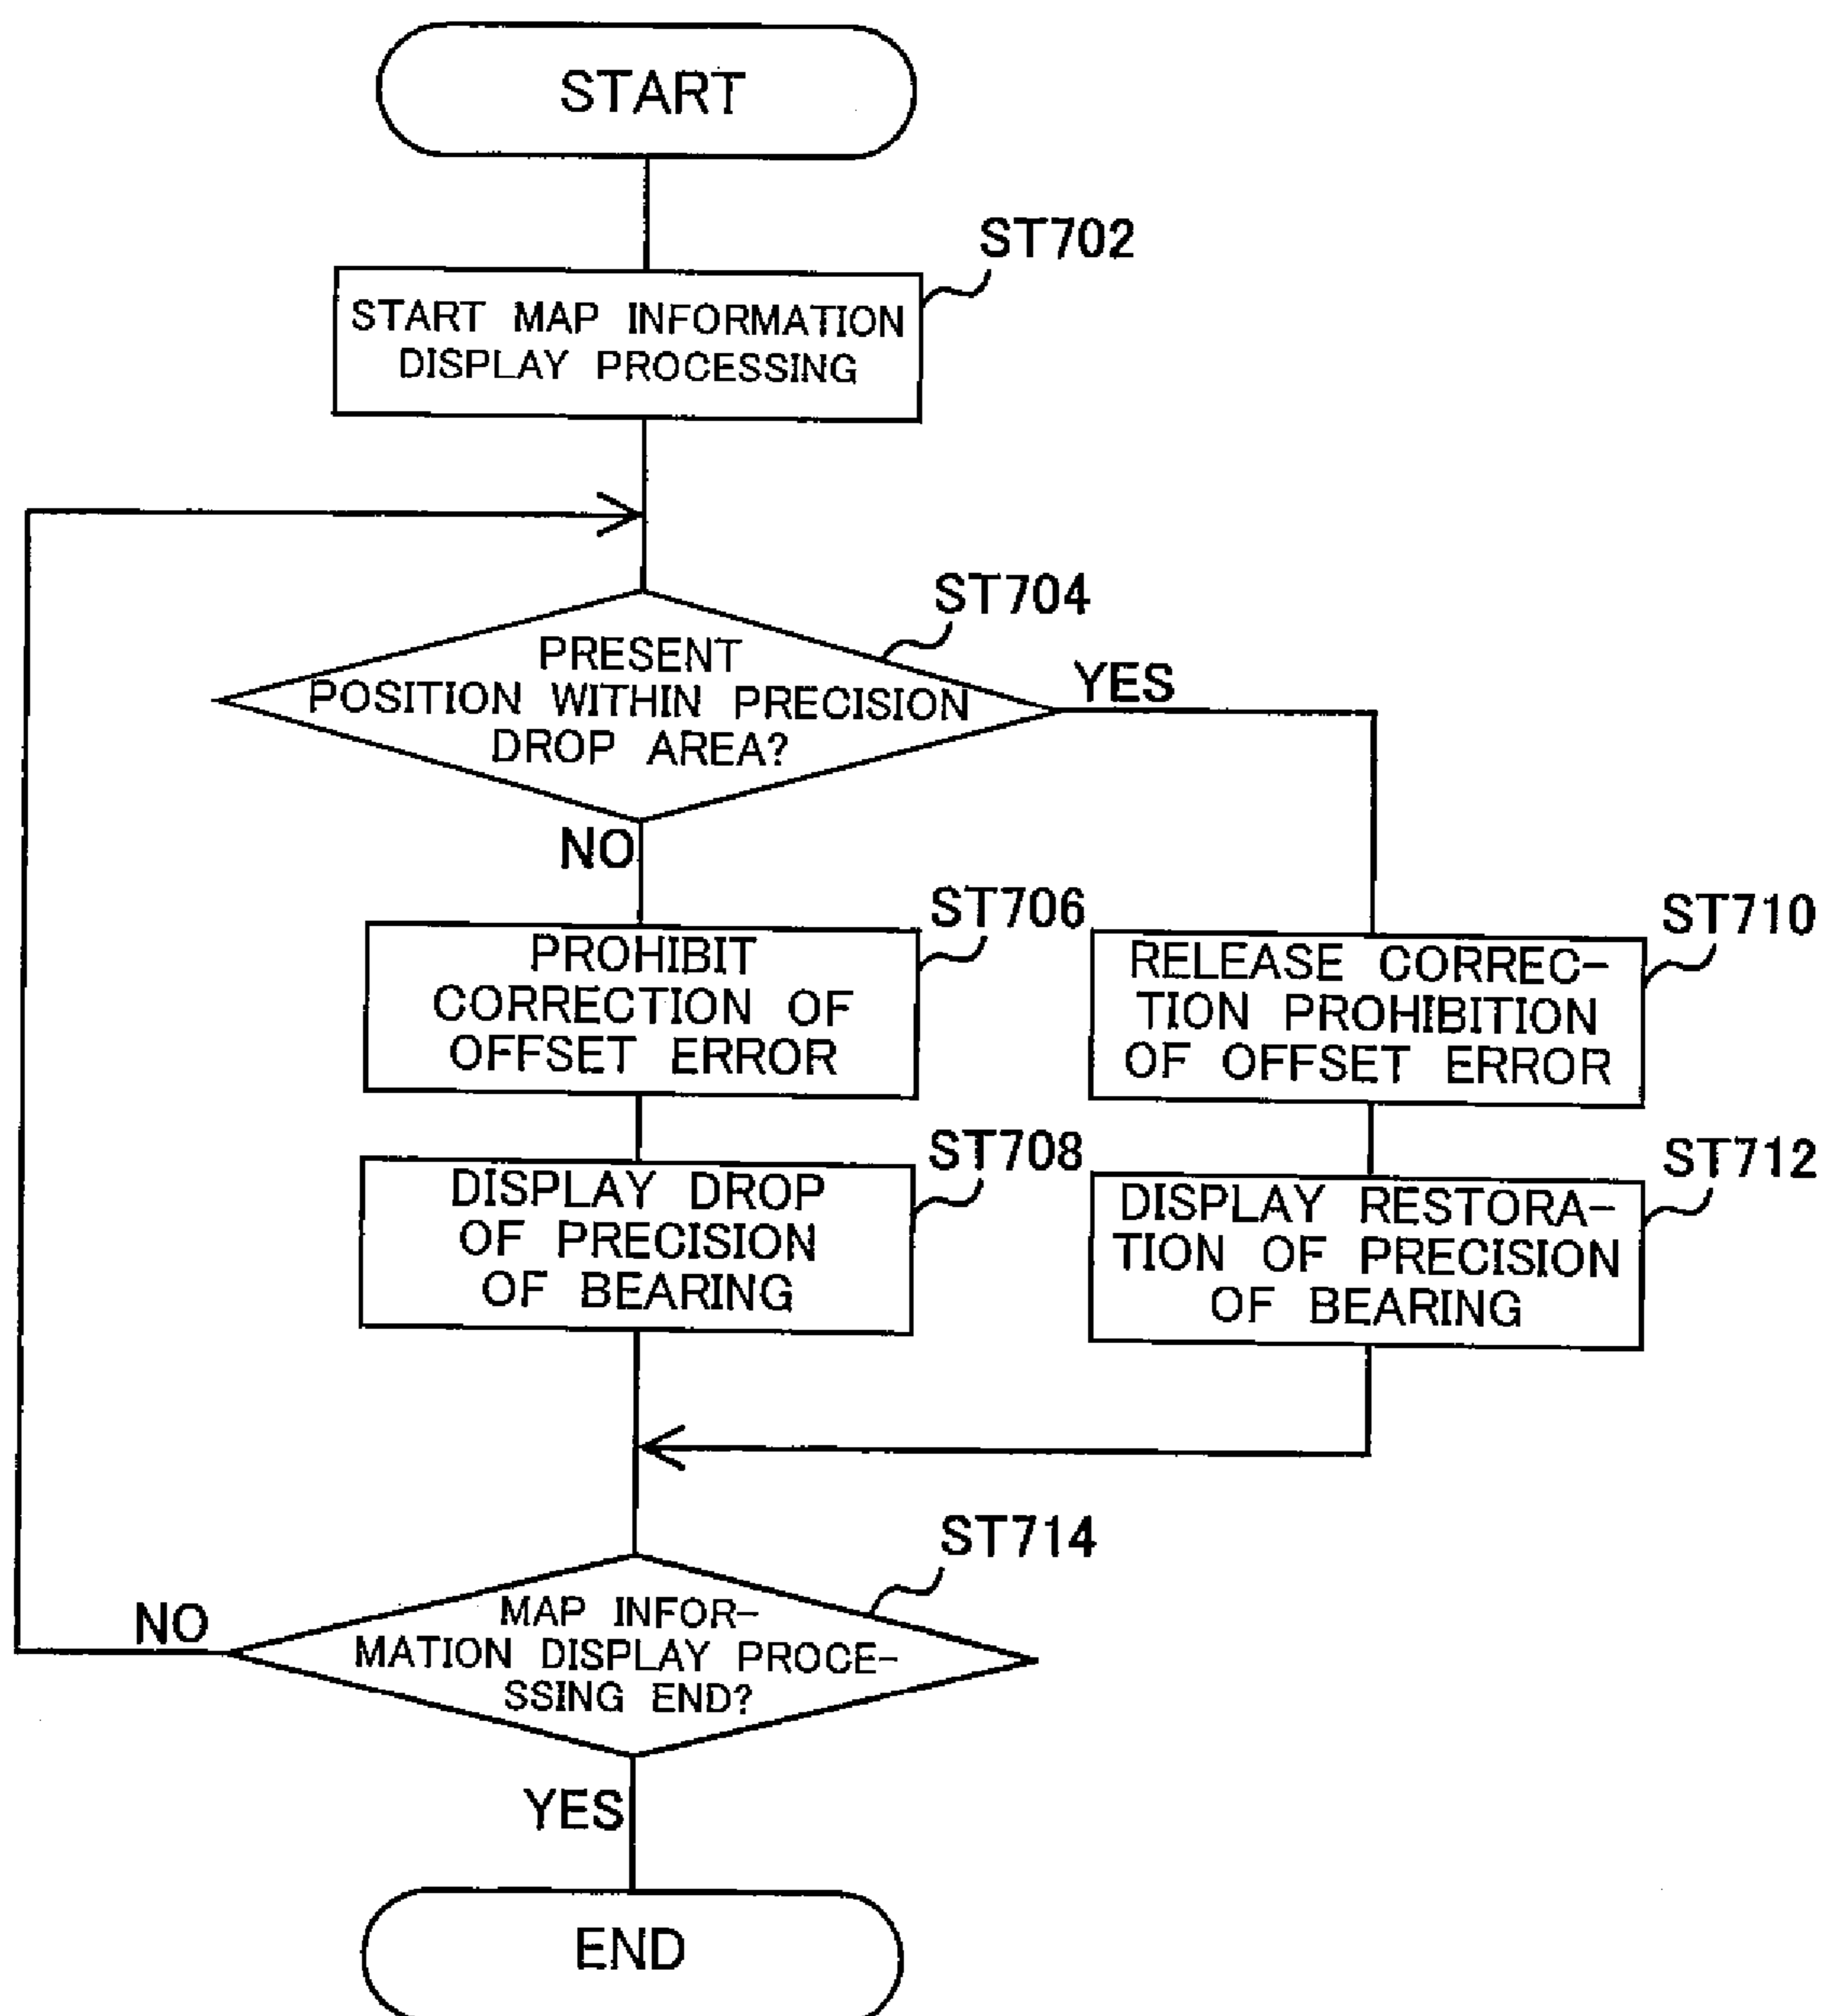 START
ST702
START MAP INFORMATION
DISPLAY PROCESSING
ST704
PRESENT
POSITION WITHIN PRECISION
DROP AREA?
YES
NO
ST706
PROHIBIT
CORRECTION OF
OFFSET ERROR
ST710
RELEASE CORREC-
TION PROHIBITION
OF OFFSET ERROR
ST708
DISPLAY DROP
OF PRECISION
OF BEARING
ST712
DISPLAY RESTORA-
TION OF PRECISION
OF BEARING
ST714
MAP INFOR-
MATION DISPLAY PROCE-
SSING END?
NO
YES
END